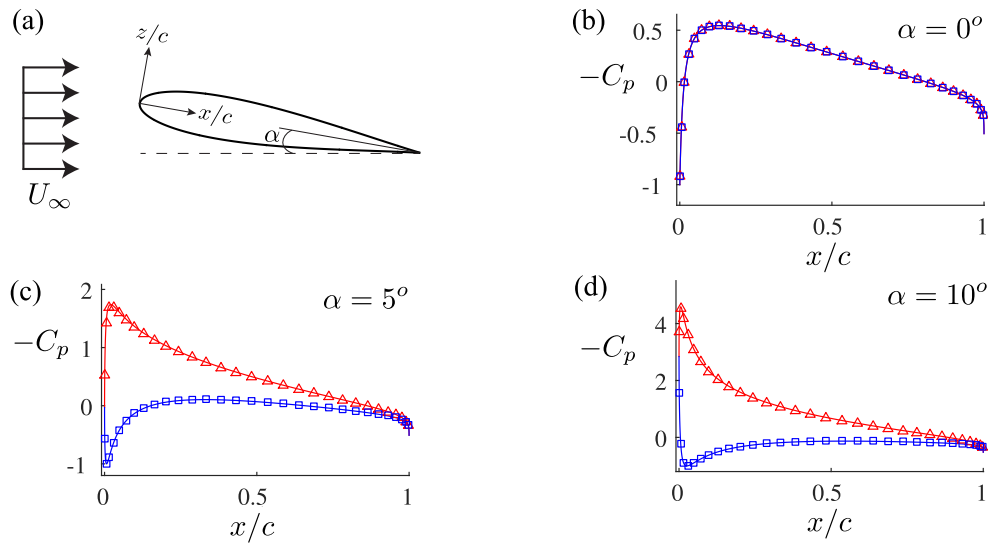 (a)
z/c
x/c
α
U∞
(b)
α = 0°
0.5
0
-0.5
-1
−Cp
0
0.5
1
x/c
(c)
α = 5°
2
1
0
-1
−Cp
0
0.5
1
x/c
(d)
α = 10°
4
2
0
−Cp
0
0.5
1
x/c